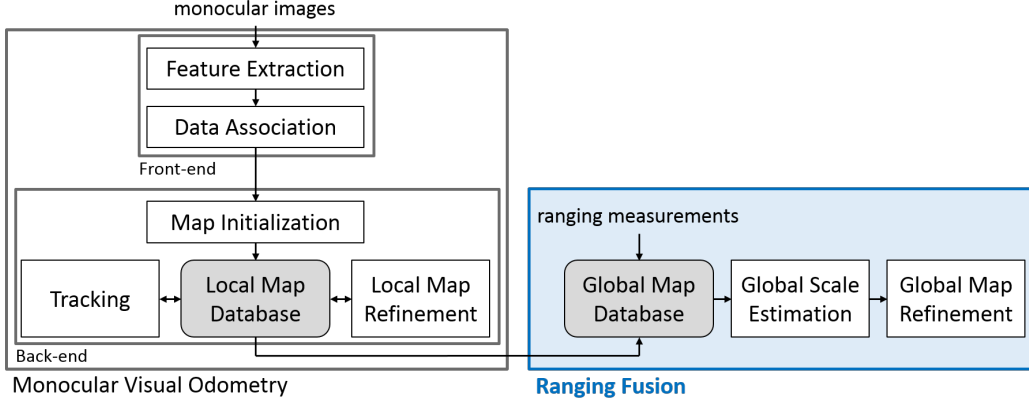 monocular images
Feature Extraction
Data Association
Front-end
Map Initialization
Tracking
Local Map
Database
Local Map
Refinement
Back-end
Monocular Visual Odometry
ranging measurements
Global Map
Database
Global Scale
Estimation
Global Map
Refinement
Ranging Fusion